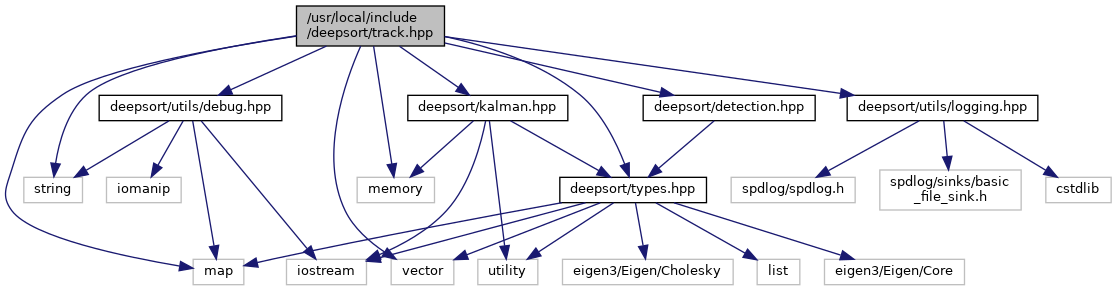 /usr/local/include
/deepsort/track.hpp
deepsort/utils/debug.hpp
deepsort/kalman.hpp
deepsort/detection.hpp
deepsort/utils/logging.hpp
string
iomanip
memory
deepsort/types.hpp
spdlog/spdlog.h
spdlog/sinks/basic
_file_sink.h
cstdlib
map
iostream
vector
utility
eigen3/Eigen/Cholesky
list
eigen3/Eigen/Core